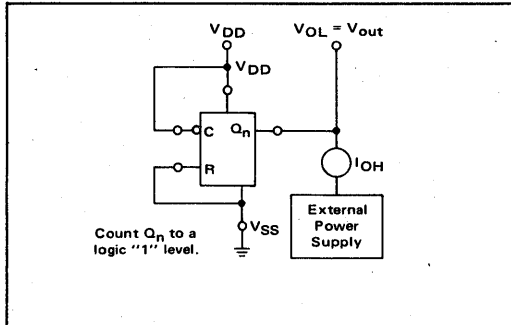 VDD
VOL = Vout
VDD
C
Qn
R
IOH
External
Power
Supply
VSS
Count Qn to a
logic "1" level.